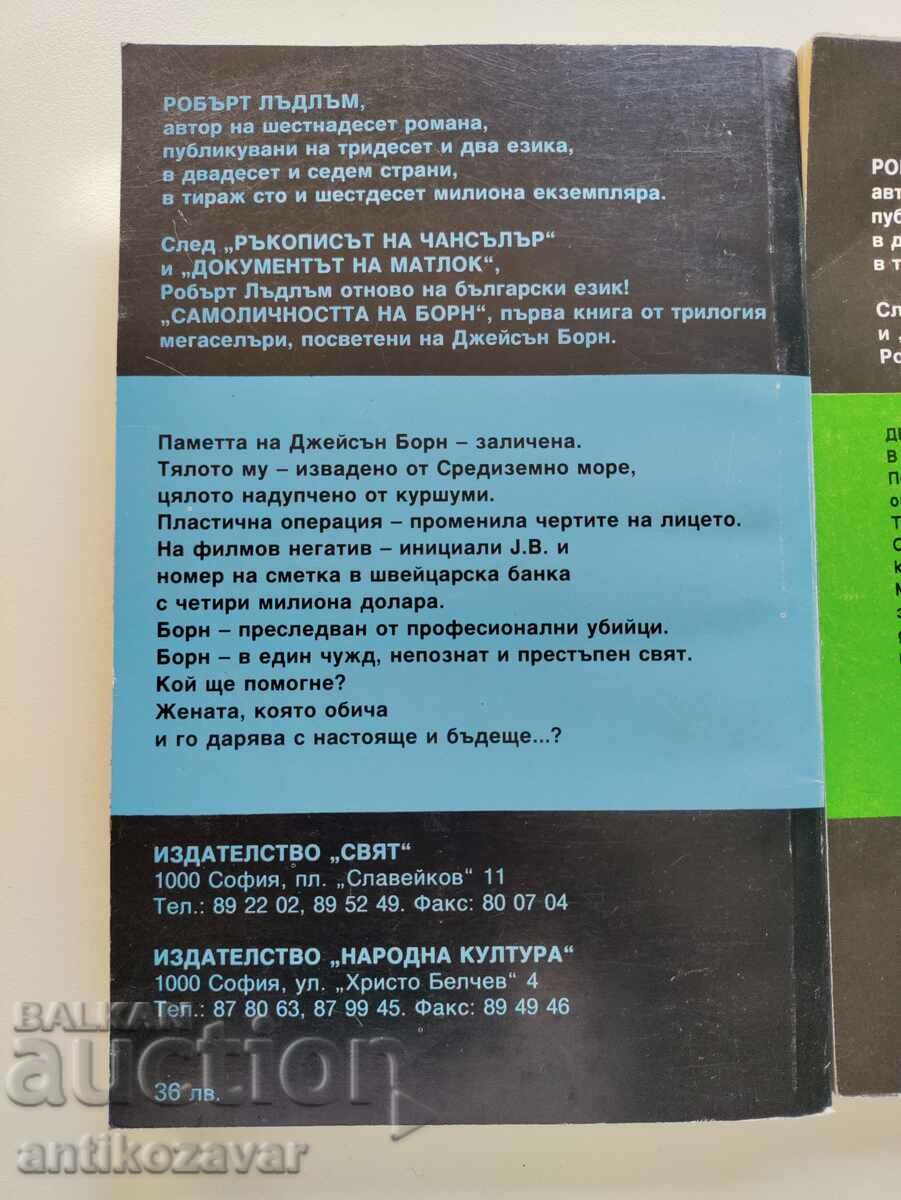 РОБЪРТ ЛЪДЛЪМ,
автор на шестнадесет романа,
публикувани на тридесет и два езика,
в двадесет и седем страни,
в тираж сто и шестдесет милиона екземпляра.
След „РЪКОПИСЪТ НА ЧАНСЪЛЪР“
и „ДОКУМЕНТЪТ НА МАТЛОК“,
Робърт Лъдлъм отново на български език!
„САМОЛИЧНОСТТА НА БОРН“, първа книга от трилогия
мегаселъри, посветени на Джейсън Борн.
Паметта на Джейсън Борн – заличена.
Тялото му – извадено от Средиземно море,
цялото надупчено от куршуми.
Пластична операция – променила чертите на лицето.
На филмов негатив – инициали J.B. и
номер на сметка в швейцарска банка
с четири милиона долара.
Борн – преследван от професионални убийци.
Борн – в един чужд, непознат и престъпен свят.
Кой ще помогне?
Жената, която обича
и го дарява с настояще и бъдеще...?
ИЗДАТЕЛСТВО „СВЯТ“
1000 София, пл. „Славейков“ 11
Тел.: 89 22 02, 89 52 49. Факс: 80 07 04
ИЗДАТЕЛСТВО „НАРОДНА КУЛТУРА“
1000 София, ул. „Христо Белчев“ 4
Тел.: 87 80 63, 87 99 45. Факс: 89 49 46
36 лв.
BALKAN
auction
antikozavar